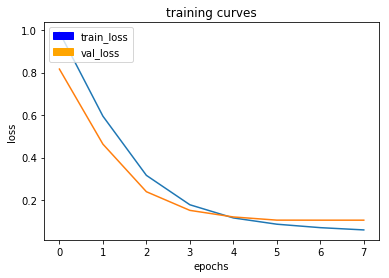 training curves
1.0
0.8
0.6
0.4
0.2
loss
train_loss
val_loss
0 1 2 3 4 5 6 7
epochs